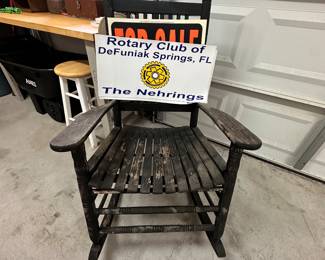 FOR SALE
Rotary Club of
DeFuniak Springs, FL
The Nehrings